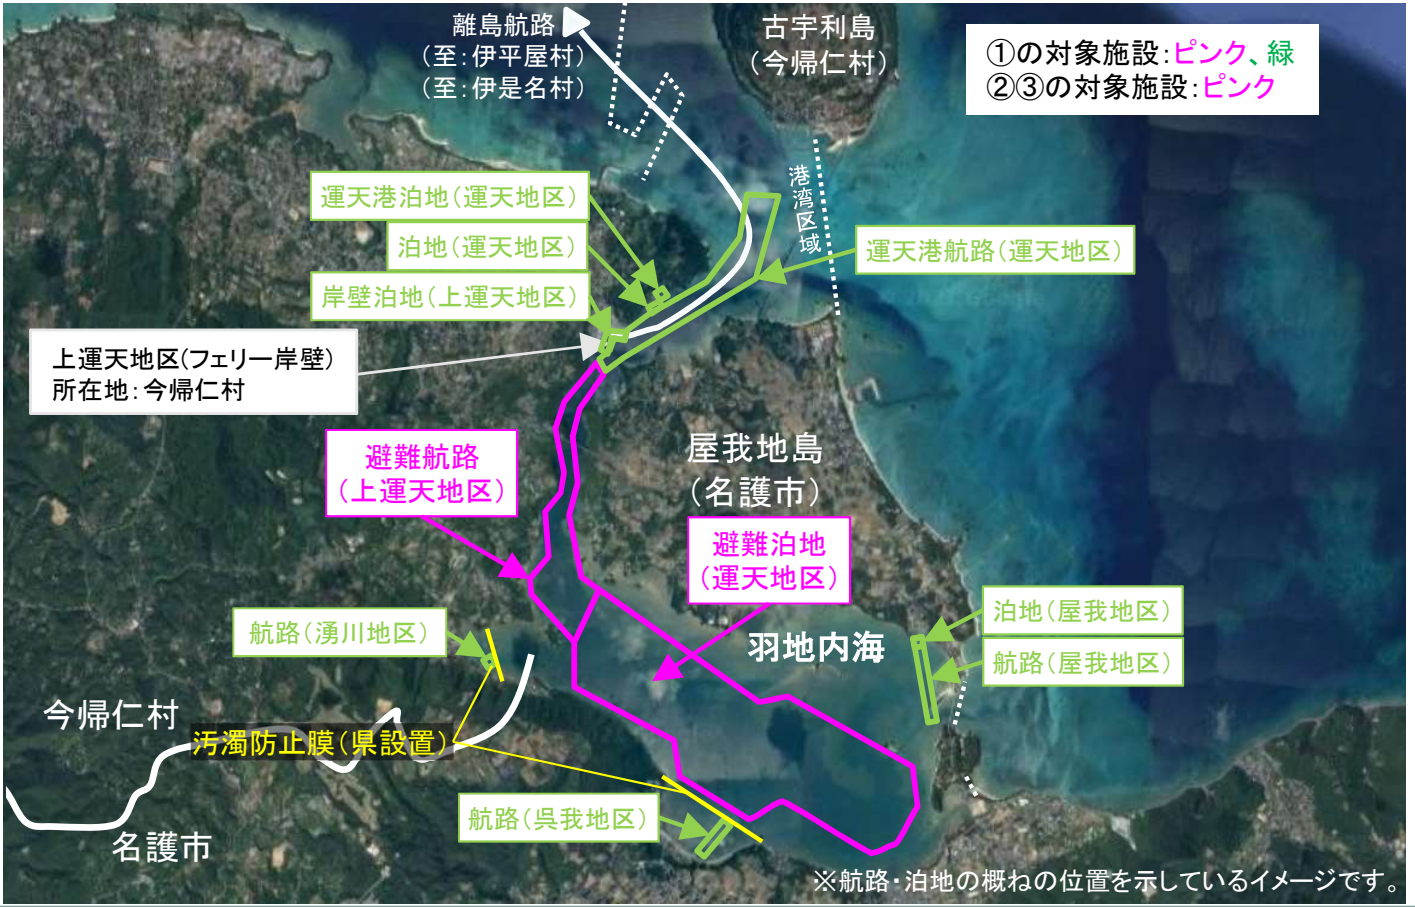 離島航路
（至：伊平屋村）
（至：伊是名村）
古宇利島
（今帰仁村）
①の対象施設：ピンク、緑
②③の対象施設：ピンク
港湾区域
運天港泊地（運天地区）
泊地（運天地区）
岸壁泊地（上運天地区）
運天港航路（運天地区）
上運天地区(フェリー岸壁)
所在地：今帰仁村
避難航路
（上運天地区）
屋我地島
（名護市）
避難泊地
（運天地区）
羽地内海
泊地（屋我地区）
航路（屋我地区）
航路（湧川地区）
今帰仁村
汚濁防止膜（県設置）
航路（呉我地区）
名護市
※航路・泊地の概ねの位置を示しているイメージです。